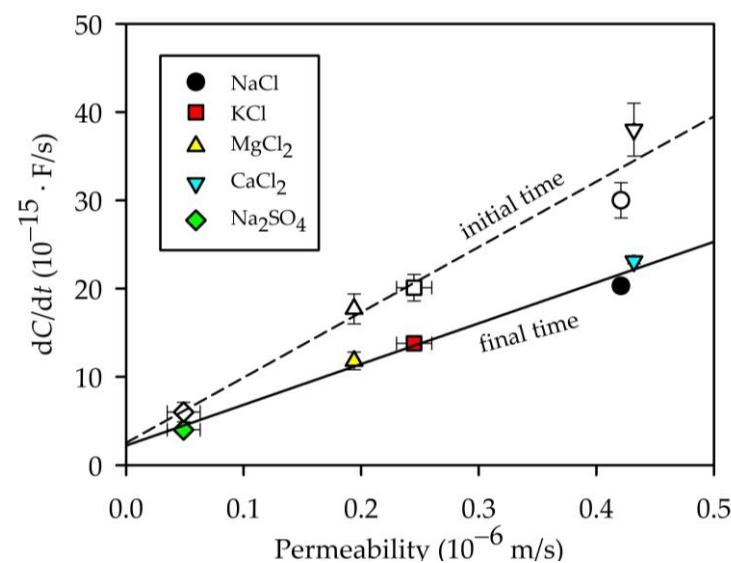 50
40
30
20
10
0
dC/dt (10⁻¹⁵ · F/s)
NaCl
KCl
MgCl₂
CaCl₂
Na₂SO₄
initial time
final time
0.0 0.1 0.2 0.3 0.4 0.5
Permeability (10⁻⁶ m/s)